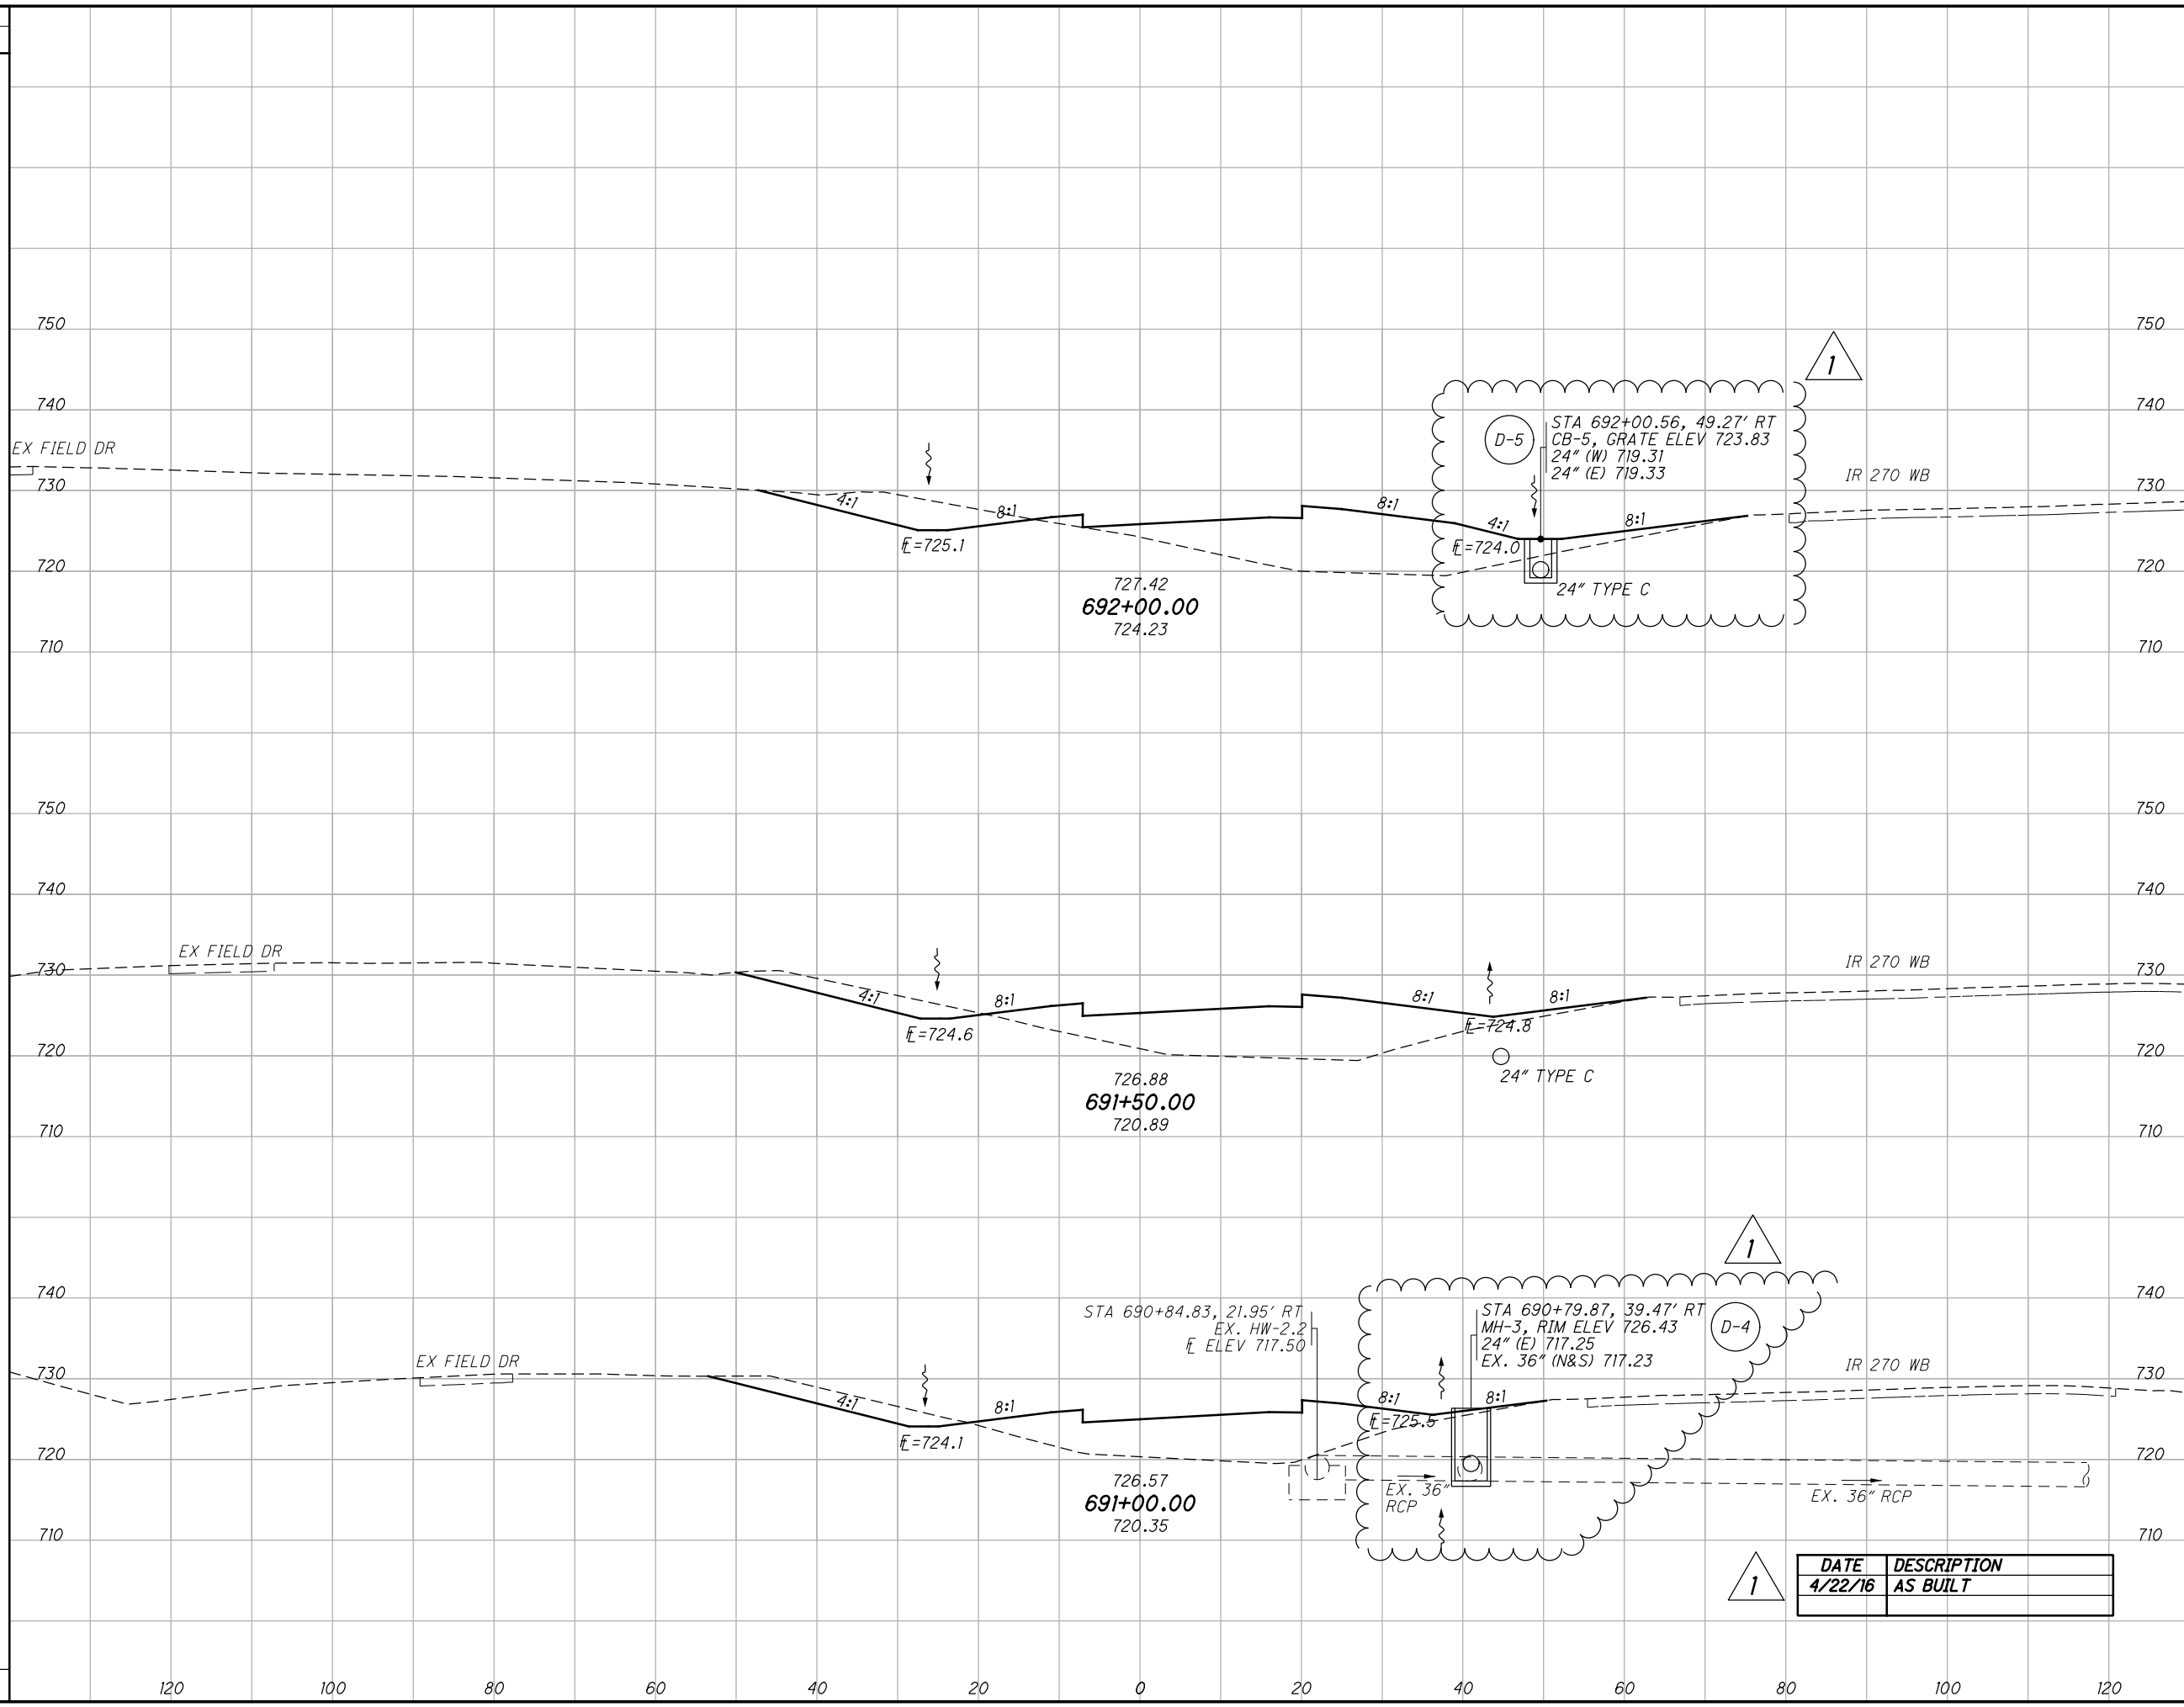 750
750
1
740
740
EX FIELD DR
D-5
STA 692+00.56, 49.27' RT
CB-5, GRATE ELEV 723.83
24" (W) 719.31
24" (E) 719.33
IR 270 WB
730
730
4:1
8:1
8:1
4:1
8:1
FL=725.1
FL=724.0
720
720
24" TYPE C
727.42
692+00.00
724.23
710
710
750
750
740
740
EX FIELD DR
IR 270 WB
730
730
4:1
8:1
8:1
8:1
FL=724.6
FL=724.8
720
720
24" TYPE C
726.88
691+50.00
720.89
710
710
1
740
740
STA 690+84.83, 21.95' RT
EX. HW-2.2
FL ELEV 717.50
STA 690+79.87, 39.47' RT
MH-3, RIM ELEV 726.43
24" (E) 717.25
EX. 36" (N&S) 717.23
D-4
EX FIELD DR
IR 270 WB
730
730
4:1
8:1
8:1
8:1
FL=724.1
FL=725.5
720
720
726.57
691+00.00
720.35
EX. 36"
RCP
EX. 36" RCP
710
710
1
DATE DESCRIPTION
4/22/16 AS BUILT
120 100 80 60 40 20 0 20 40 60 80 100 120